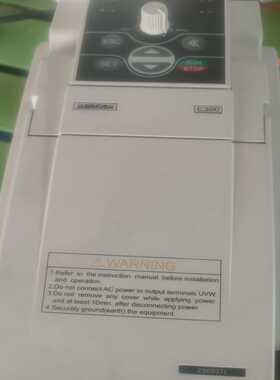 SET
RUN
STOP
E300
⚠WARNING
1.Refer to the instruction manual before installation
and operation.
2.Do not connect AC power to output terminals UVW.
3.Do not remove any cover while applying power
and at least 10min. after disconnecting power.
4.Securely ground(earth) the equipment.